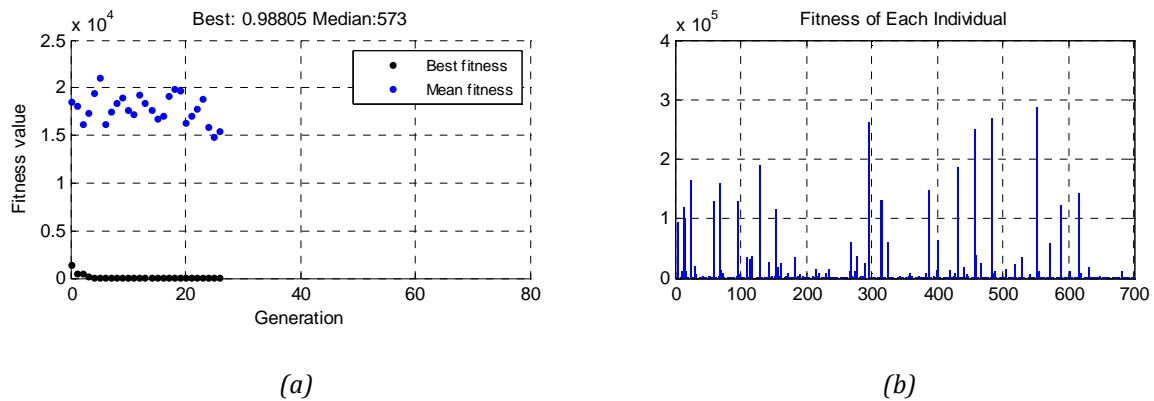 x 10^4
Best: 0.98805 Median:573
2.5
2
1.5
1
0.5
0
Fitness value
0 20 40 60 80
Generation
Best fitness
Mean fitness
(a)
x 10^5
Fitness of Each Individual
4
3
2
1
0
0 100 200 300 400 500 600 700
(b)